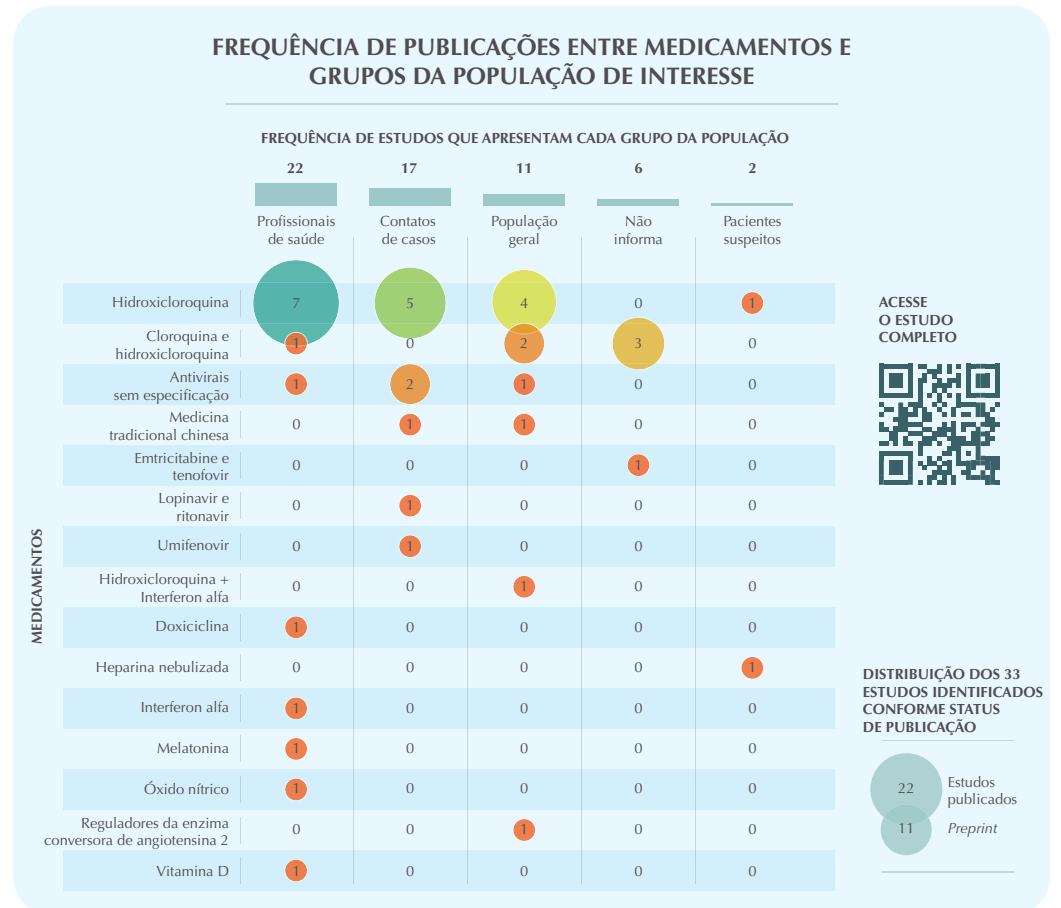 FREQUÊNCIA DE PUBLICAÇÕES ENTRE MEDICAMENTOS E
GRUPOS DA POPULAÇÃO DE INTERESSE
FREQUÊNCIA DE ESTUDOS QUE APRESENTAM CADA GRUPO DA POPULAÇÃO
22 17 11 6 2
Profissionais Contatos População Não Pacientes
de saúde de casos geral informa suspeitos
Hidroxicloroquina 7 5 4 0 1
Cloroquina e
hidroxicloroquina 1 0 2 3 0
Antivirais
sem especificação 1 2 1 0 0
Medicina
tradicional chinesa 0 1 1 0 0
Emtricitabine e
tenofovir 0 0 0 1 0
Lopinavir e
ritonavir 0 1 0 0 0
Umifenovir 0 1 0 0 0
Hidroxicloroquina +
Interferon alfa 0 0 1 0 0
Doxiciclina 1 0 0 0 0
Heparina nebulizada 0 0 0 0 1
Interferon alfa 1 0 0 0 0
Melatonina 1 0 0 0 0
Óxido nítrico 1 0 0 0 0
Reguladores da enzima
conversora de angiotensina 2 0 0 1 0 0
Vitamina D 1 0 0 0 0
MEDICAMENTOS
ACESSE
O ESTUDO
COMPLETO
DISTRIBUIÇÃO DOS 33
ESTUDOS IDENTIFICADOS
CONFORME STATUS
DE PUBLICAÇÃO
22 Estudos
publicados
11 Preprint